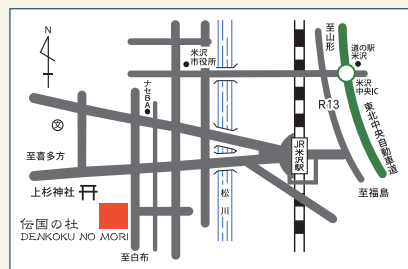 N
米沢
市役所
至山形
道の駅
米沢
米沢
中央IC
ナセBA
R13
文
東北中央自動車道
JR米沢駅
至喜多方
上杉神社
松川
至福島
伝国の杜
DENKOKU NO MORI
至白布